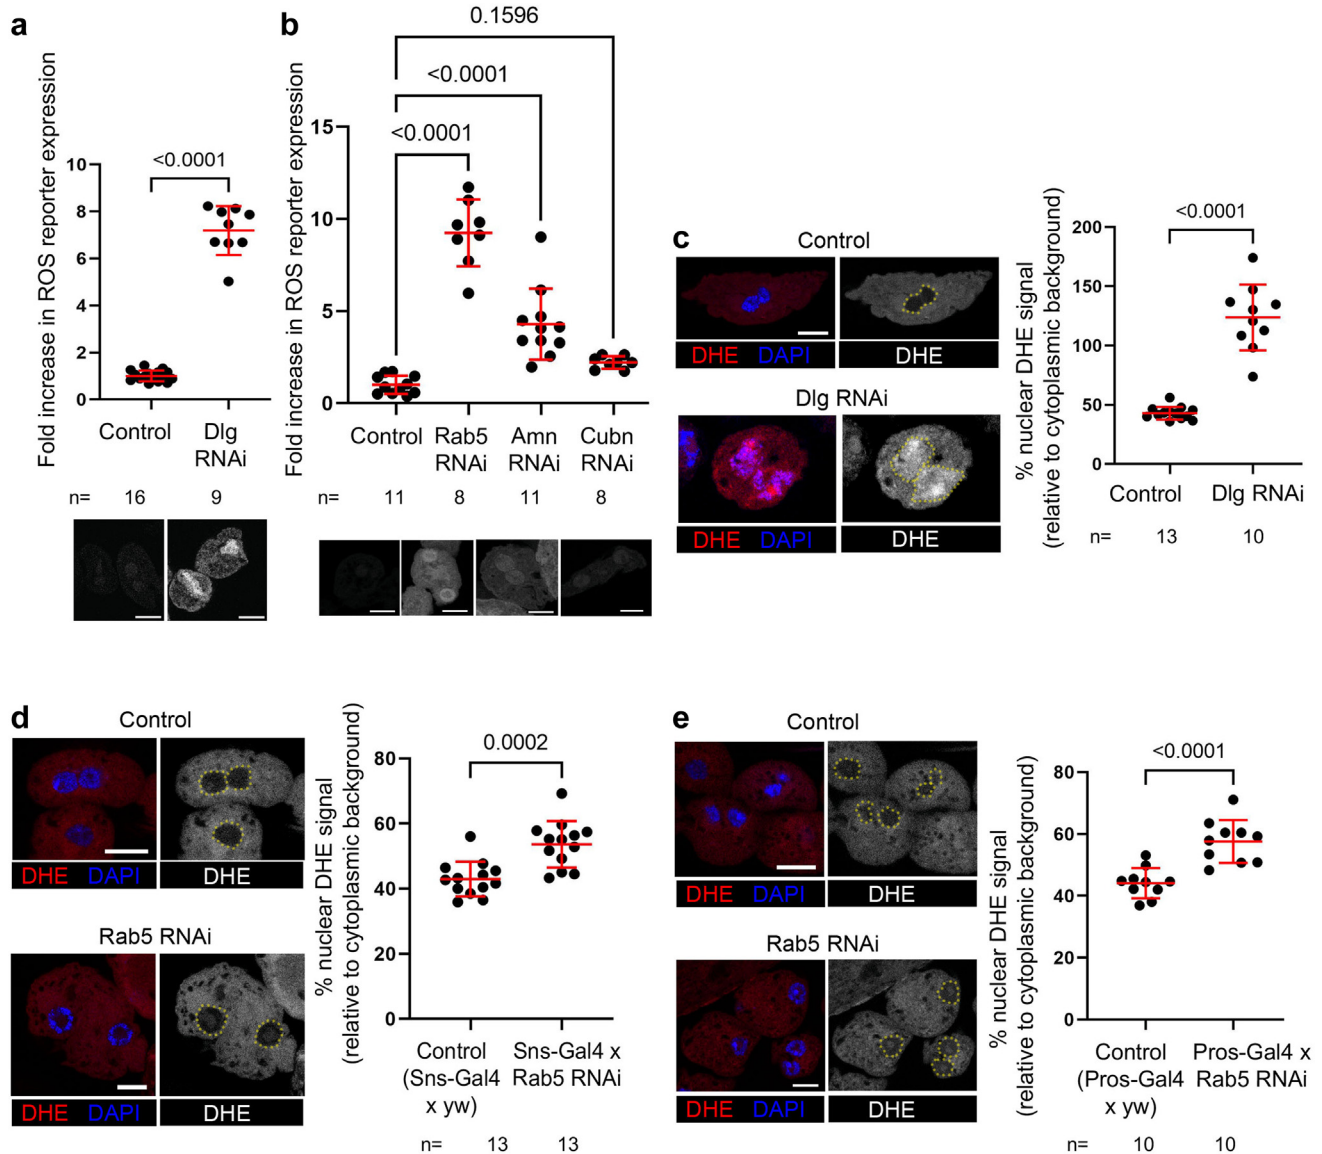 a
Fold increase in ROS reporter expression
10
8
6
4
2
0
<0.0001
Control
Dlg
RNAi
n= 16 9
b
Fold increase in ROS reporter expression
15
10
5
0
0.1596
<0.0001
<0.0001
Control
Rab5
RNAi
Amn
RNAi
Cubn
RNAi
n= 11 8 11 8
c
Control
DHE DAPI
DHE
Dlg RNAi
DHE DAPI
DHE
% nuclear DHE signal
(relative to cytoplasmic background)
200
150
100
50
0
<0.0001
Control
Dlg RNAi
n= 13 10
d
Control
DHE DAPI
DHE
Rab5 RNAi
DHE DAPI
DHE
% nuclear DHE signal
(relative to cytoplasmic background)
80
60
40
20
0
0.0002
Control
(Sns-Gal4
x yw)
Sns-Gal4 x
Rab5 RNAi
n= 13 13
e
Control
DHE DAPI
DHE
Rab5 RNAi
DHE DAPI
DHE
% nuclear DHE signal
(relative to cytoplasmic background)
80
60
40
20
0
<0.0001
Control
(Pros-Gal4
x yw)
Pros-Gal4 x
Rab5 RNAi
n= 10 10